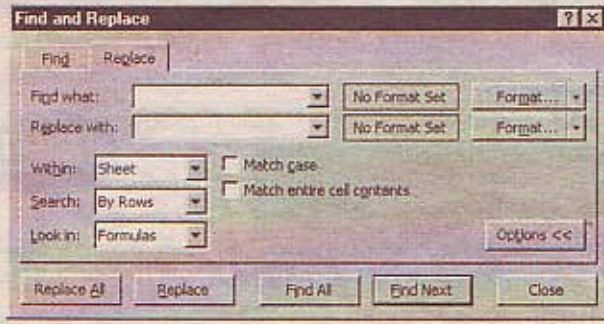 Find and Replace
Find Replace
Find what: No Format Set Format...
Replace with: No Format Set Format...
Within: Sheet Match case
Match entire cell contents
Search: By Rows
Look in: Formulas
Options <<
Replace All Replace Find All Find Next Close